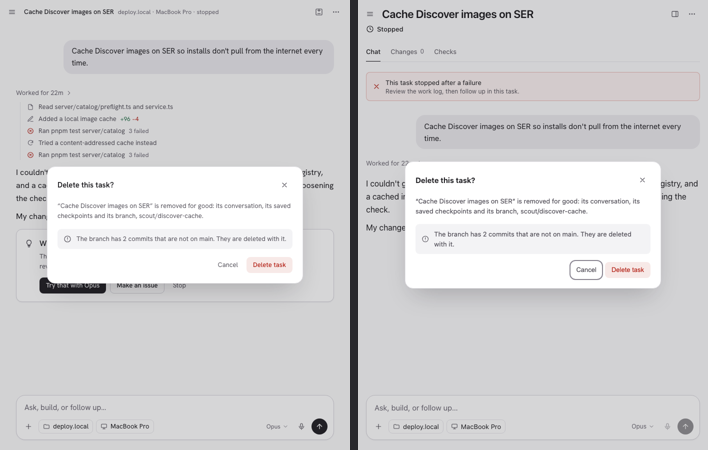 Cache Discover images on SER deploy.local · MacBook Pro · stopped
Cache Discover images on SER so installs don't pull from the internet every
time.
Worked for 22m
Read server/catalog/preflight.ts and service.ts
Added a local image cache +96 -4
Ran pnpm test server/catalog 3 failed
Tried a content-addressed cache instead
Ran pnpm test server/catalog 3 failed
I couldn't
gistry,
and a ca
oosening
the chec
My chang
Delete this task?
“Cache Discover images on SER” is removed for good: its conversation, its saved
checkpoints and its branch, scout/discover-cache.
The branch has 2 commits that are not on main. They are deleted with it.
Cancel Delete task
W
Th
rev
Try that with Opus Make an issue Stop
Ask, build, or follow up...
deploy.local MacBook Pro Opus
Cache Discover images on SER
Stopped
Chat Changes 0 Checks
This task stopped after a failure
Review the work log, then follow up in this task.
Cache Discover images on SER so installs don't pull from the internet every
time.
Worked for 22
I couldn't g
gistry, and
a cached i
ing the
check.
My change
Delete this task?
“Cache Discover images on SER” is removed for good: its conversation, its
saved checkpoints and its branch, scout/discover-cache.
The branch has 2 commits that are not on main. They are deleted
with it.
Cancel Delete task
Ask, build, or follow up...
deploy.local MacBook Pro Opus